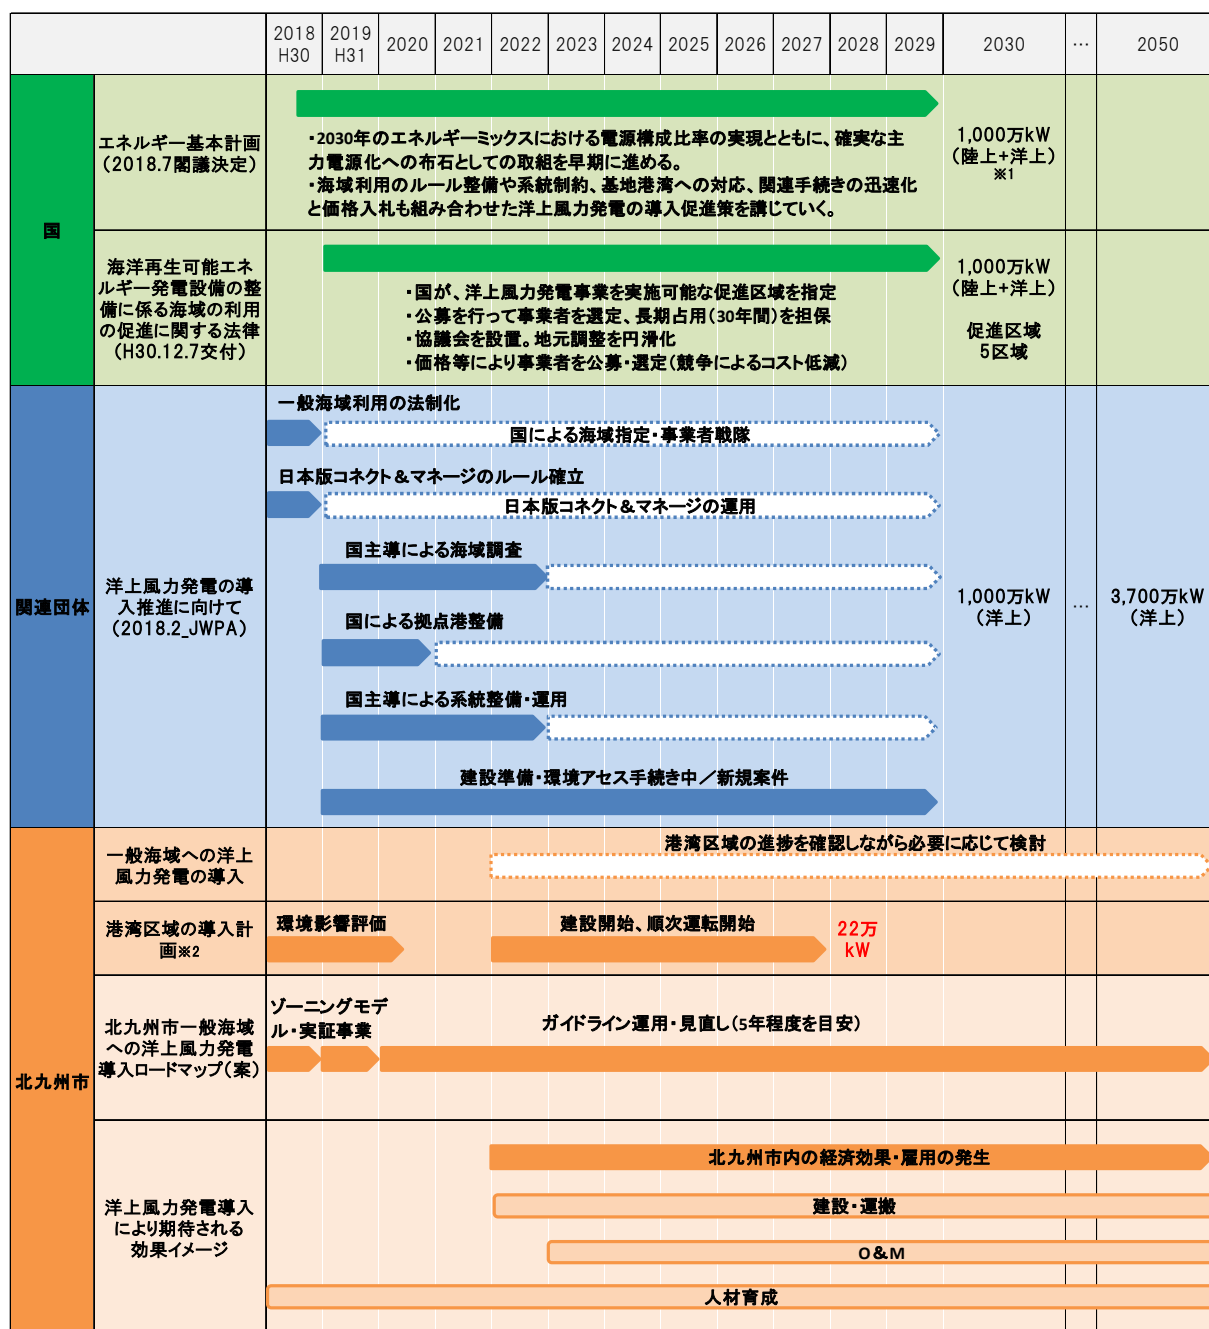 2018
H30
2019
H31
2020
2021
2022
2023
2024
2025
2026
2027
2028
2029
2030
…
2050
国
エネルギー基本計画
(2018.7閣議決定)
・2030年のエネルギーミックスにおける電源構成比率の実現とともに、確実な主
力電源化への布石としての取組を早期に進める。
・海域利用のルール整備や系統制約、基地港湾への対応、関連手続きの迅速化
と価格入札も組み合わせた洋上風力発電の導入促進策を講じていく。
1,000万kW
(陸上+洋上)
※1
海洋再生可能エネ
ルギー発電設備の整
備に係る海域の利用
の促進に関する法律
(H30.12.7交付)
・国が、洋上風力発電事業を実施可能な促進区域を指定
・公募を行って事業者を選定、長期占用(30年間)を担保
・協議会を設置。地元調整を円滑化
・価格等により事業者を公募・選定(競争によるコスト低減)
1,000万kW
(陸上+洋上)
促進区域
5区域
関連団体
洋上風力発電の導
入推進に向けて
(2018.2_JWPA)
一般海域利用の法制化
国による海域指定・事業者戦隊
日本版コネクト&マネージのルール確立
日本版コネクト&マネージの運用
国主導による海域調査
国による拠点港整備
国主導による系統整備・運用
建設準備・環境アセス手続き中/新規案件
1,000万kW
(洋上)
…
3,700万kW
(洋上)
北九州市
一般海域への洋上
風力発電の導入
港湾区域の進捗を確認しながら必要に応じて検討
港湾区域の導入計
画※2
環境影響評価
建設開始、順次運転開始
22万
kW
北九州市一般海域
への洋上風力発電
導入ロードマップ(案)
ゾーニングモデ
ル・実証事業
ガイドライン運用・見直し(5年程度を目安)
洋上風力発電導入
により期待される
効果イメージ
北九州市内の経済効果・雇用の発生
建設・運搬
O&M
人材育成